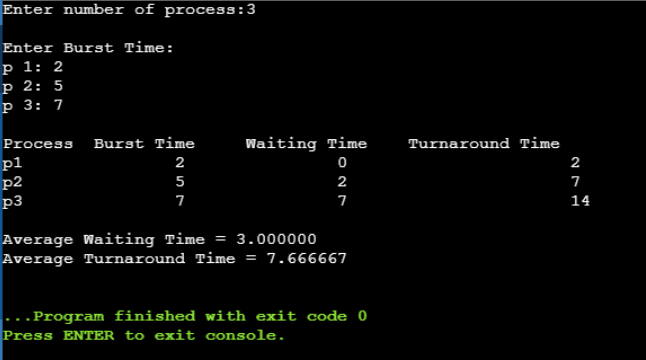 Enter number of process:3
Enter Burst Time:
p 1: 2
p 2: 5
p 3: 7
Process  Burst Time     Waiting Time    Turnaround Time
p1 2 0 2
p2 5 2 7
p3 7 7 14
Average Waiting Time = 3.000000
Average Turnaround Time = 7.666667
...Program finished with exit code 0
Press ENTER to exit console.